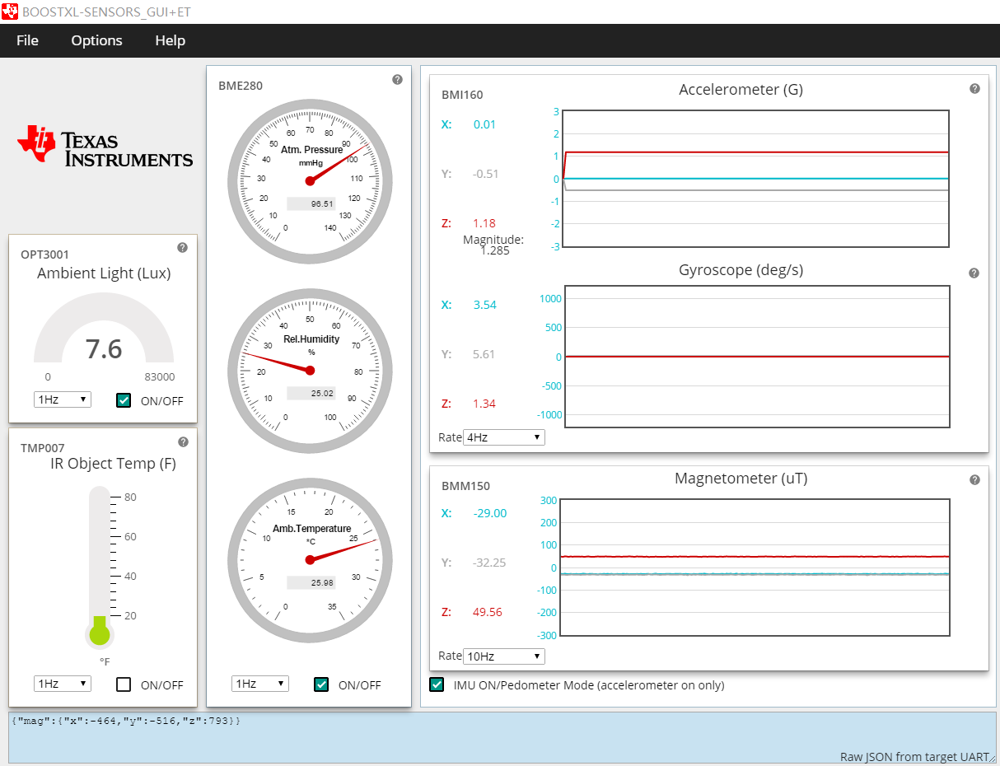 BOOSTXL-SENSORS_GUI+ET
File Options Help
TEXAS
INSTRUMENTS
OPT3001
Ambient Light (Lux)
7.6
0 83000
1Hz ON/OFF
TMP007
IR Object Temp (F)
80
60
40
20
°F
1Hz ON/OFF
BME280
0 10 20 30 40 50 60 70 80 90 100 110 120 130 140
Atm. Pressure
mmHg
96.51
0 10 20 30 40 50 60 70 80 90 100
Rel.Humidity
%
25.02
0 5 10 15 20 25 30 35
Amb.Temperature
°C
25.98
1Hz ON/OFF
BMI160
Accelerometer (G)
X: 0.01
Y: -0.51
Z: 1.18
Magnitude:
1.285
3
2
1
0
-1
-2
-3
Gyroscope (deg/s)
X: 3.54
Y: 5.61
Z: 1.34
1000
500
0
-500
-1000
Rate 4Hz
BMM150
Magnetometer (uT)
X: -29.00
Y: -32.25
Z: 49.56
300
200
100
0
-100
-200
-300
Rate 10Hz
IMU ON/Pedometer Mode (accelerometer on only)
{"mag":{"x":-464,"y":-516,"z":793}}
Raw JSON from target UART